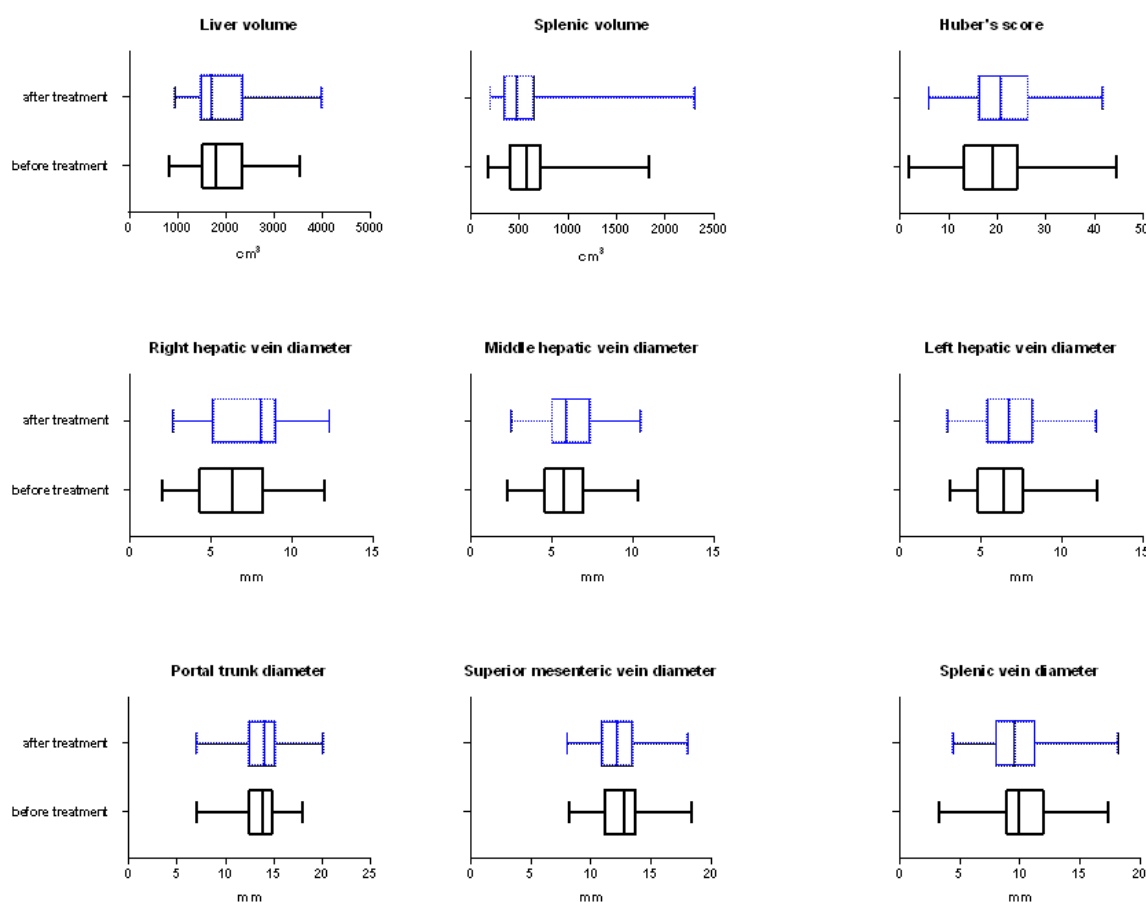 Liver volume
Splenic volume
Huber's score
after treatment
before treatment
0 1000 2000 3000 4000 5000
0 500 1000 1500 2000 2500
0 10 20 30 40 50
cm³
cm³
Right hepatic vein diameter
Middle hepatic vein diameter
Left hepatic vein diameter
after treatment
before treatment
0 5 10 15
0 5 10 15
0 5 10 15
mm
mm
mm
Portal trunk diameter
Superior mesenteric vein diameter
Splenic vein diameter
after treatment
before treatment
0 5 10 15 20 25
0 5 10 15 20
0 5 10 15 20
mm
mm
mm